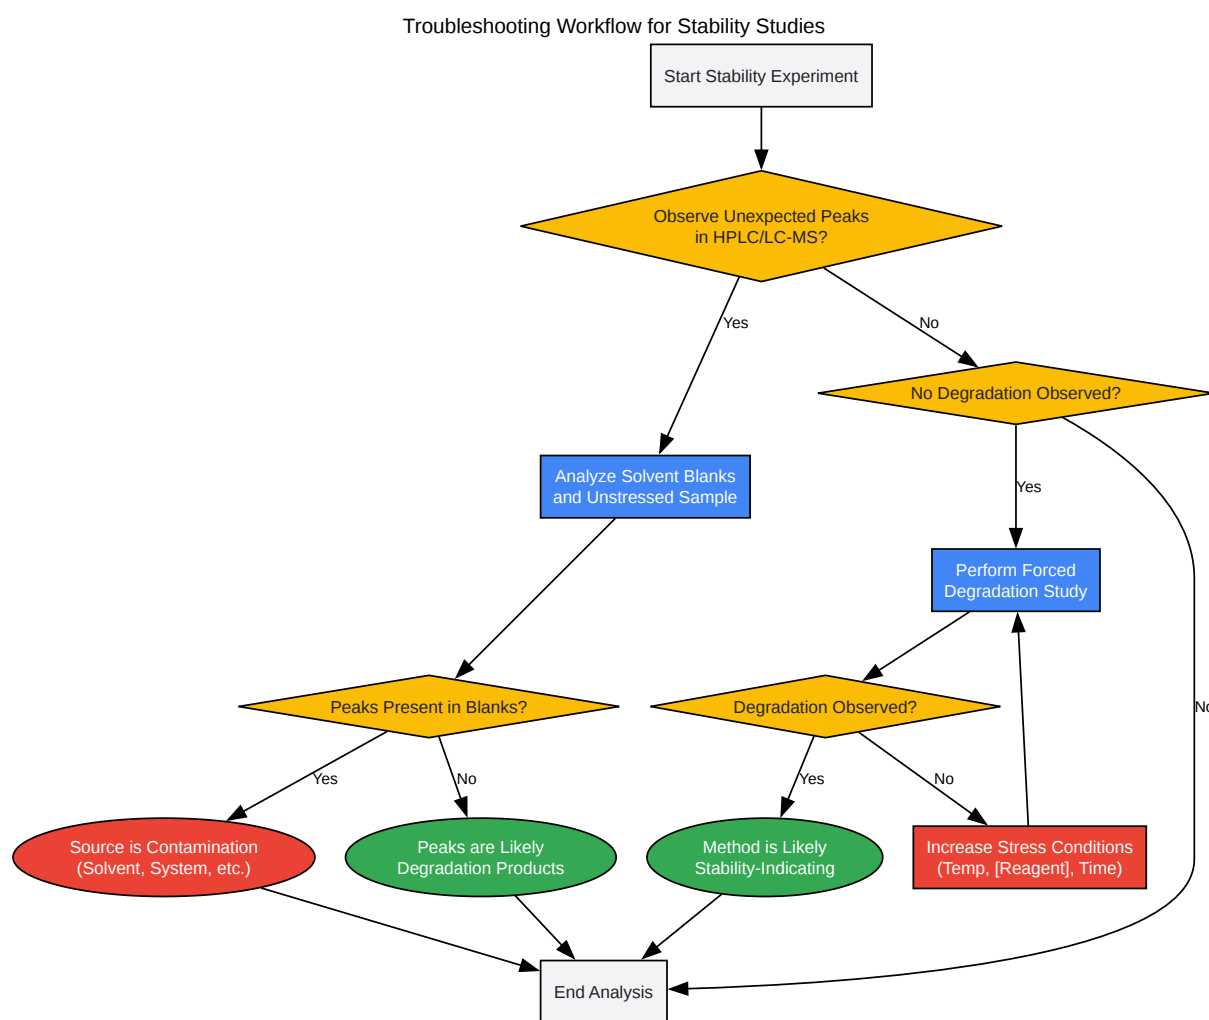 Troubleshooting Workflow for Stability Studies
Start Stability Experiment
Observe Unexpected Peaks
in HPLC/LC-MS?
Yes
No
No Degradation Observed?
Analyze Solvent Blanks
and Unstressed Sample
Yes
Perform Forced
Degradation Study
Peaks Present in Blanks?
Degradation Observed?
No
Yes
No
Yes
No
Source is Contamination
(Solvent, System, etc.)
Peaks are Likely
Degradation Products
Method is Likely
Stability-Indicating
Increase Stress Conditions
(Temp, [Reagent], Time)
End Analysis